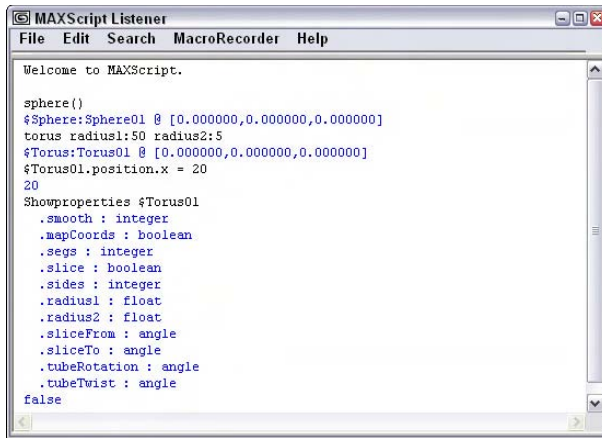 MAXScript Listener
File Edit Search MacroRecorder Help
Welcome to MAXScript.
sphere()
$Sphere:Sphere01 @ [0.000000,0.000000,0.000000]
torus radius1:50 radius2:5
$Torus:Torus01 @ [0.000000,0.000000,0.000000]
$Torus01.position.x = 20
20
Showproperties $Torus01
.smooth : integer
.mapCoords : boolean
.segs : integer
.slice : boolean
.sides : integer
.radius1 : float
.radius2 : float
.sliceFrom : angle
.sliceTo : angle
.tubeRotation : angle
.tubeTwist : angle
false